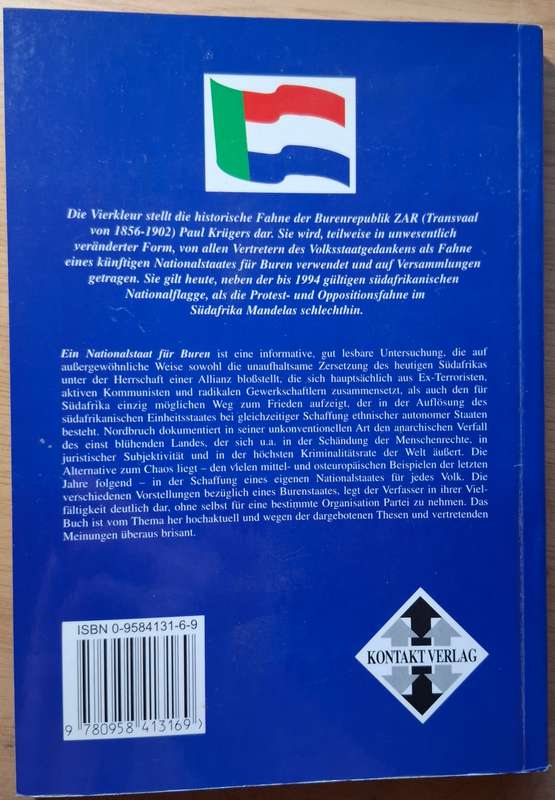 Die Vierkleur stellt die historische Fahne der Burenrepublik ZAR (Transvaal
von 1856-1902) Paul Krügers dar. Sie wird, teilweise in unwesentlich
veränderter Form, von allen Vertretern des Volksstaatgedankens als Fahne
eines künftigen Nationalstaates für Buren verwendet und auf Versammlungen
getragen. Sie gilt heute, neben der bis 1994 gültigen südafrikanischen
Nationalflagge, als die Protest- und Oppositionsfahne im
Südafrika Mandelas schlechthin.
Ein Nationalstaat für Buren ist eine informative, gut lesbare Untersuchung, die auf
außergewöhnliche Weise sowohl die unaufhaltsame Zersetzung des heutigen Südafrikas
unter der Herrschaft einer Allianz bloßstellt, die sich hauptsächlich aus Ex-Terroristen,
aktiven Kommunisten und radikalen Gewerkschaftlern zusammensetzt, als auch den für
Südafrika einzig möglichen Weg zum Frieden aufzeigt, der in der Auflösung des
südafrikanischen Einheitsstaates bei gleichzeitiger Schaffung ethnischer autonomer Staaten
besteht. Nordbruch dokumentiert in seiner unkonventionellen Art den anarchischen Verfall
des einst blühenden Landes, der sich u.a. in der Schändung der Menschenrechte, in
juristischer Subjektivität und in der höchsten Kriminalitätsrate der Welt äußert. Die
Alternative zum Chaos liegt – den vielen mittel- und osteuropäischen Beispielen der letzten
Jahre folgend – in der Schaffung eines eigenen Nationalstaates für jedes Volk. Die
verschiedenen Vorstellungen bezüglich eines Burenstaates, legt der Verfasser in ihrer Viel-
fältigkeit deutlich dar, ohne selbst für eine bestimmte Organisation Partei zu nehmen. Das
Buch ist vom Thema her hochaktuell und wegen der dargebotenen Thesen und vertretenden
Meinungen überaus brisant.
ISBN 0-9584131-6-9
9 780958 413169
KONTAKT VERLAG